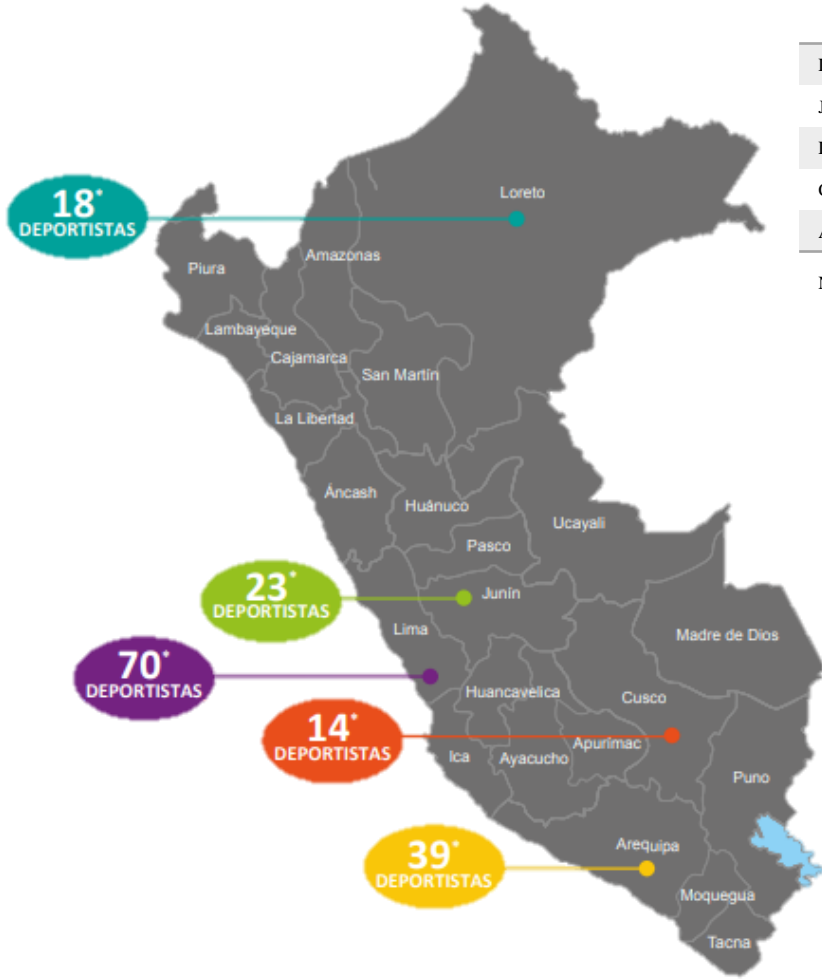 Loreto
18*
DEPORTISTAS
Amazonas
Piura
Lambayeque
Cajamarca
San Martín
La Libertad
Áncash
Huánuco
Ucayali
Pasco
23*
DEPORTISTAS
Junín
Lima
Madre de Dios
70*
DEPORTISTAS
Huancavelica
Cusco
14*
DEPORTISTAS
Apurímac
Ica
Ayacucho
Puno
39*
DEPORTISTAS
Arequipa
Moquegua
Tacna